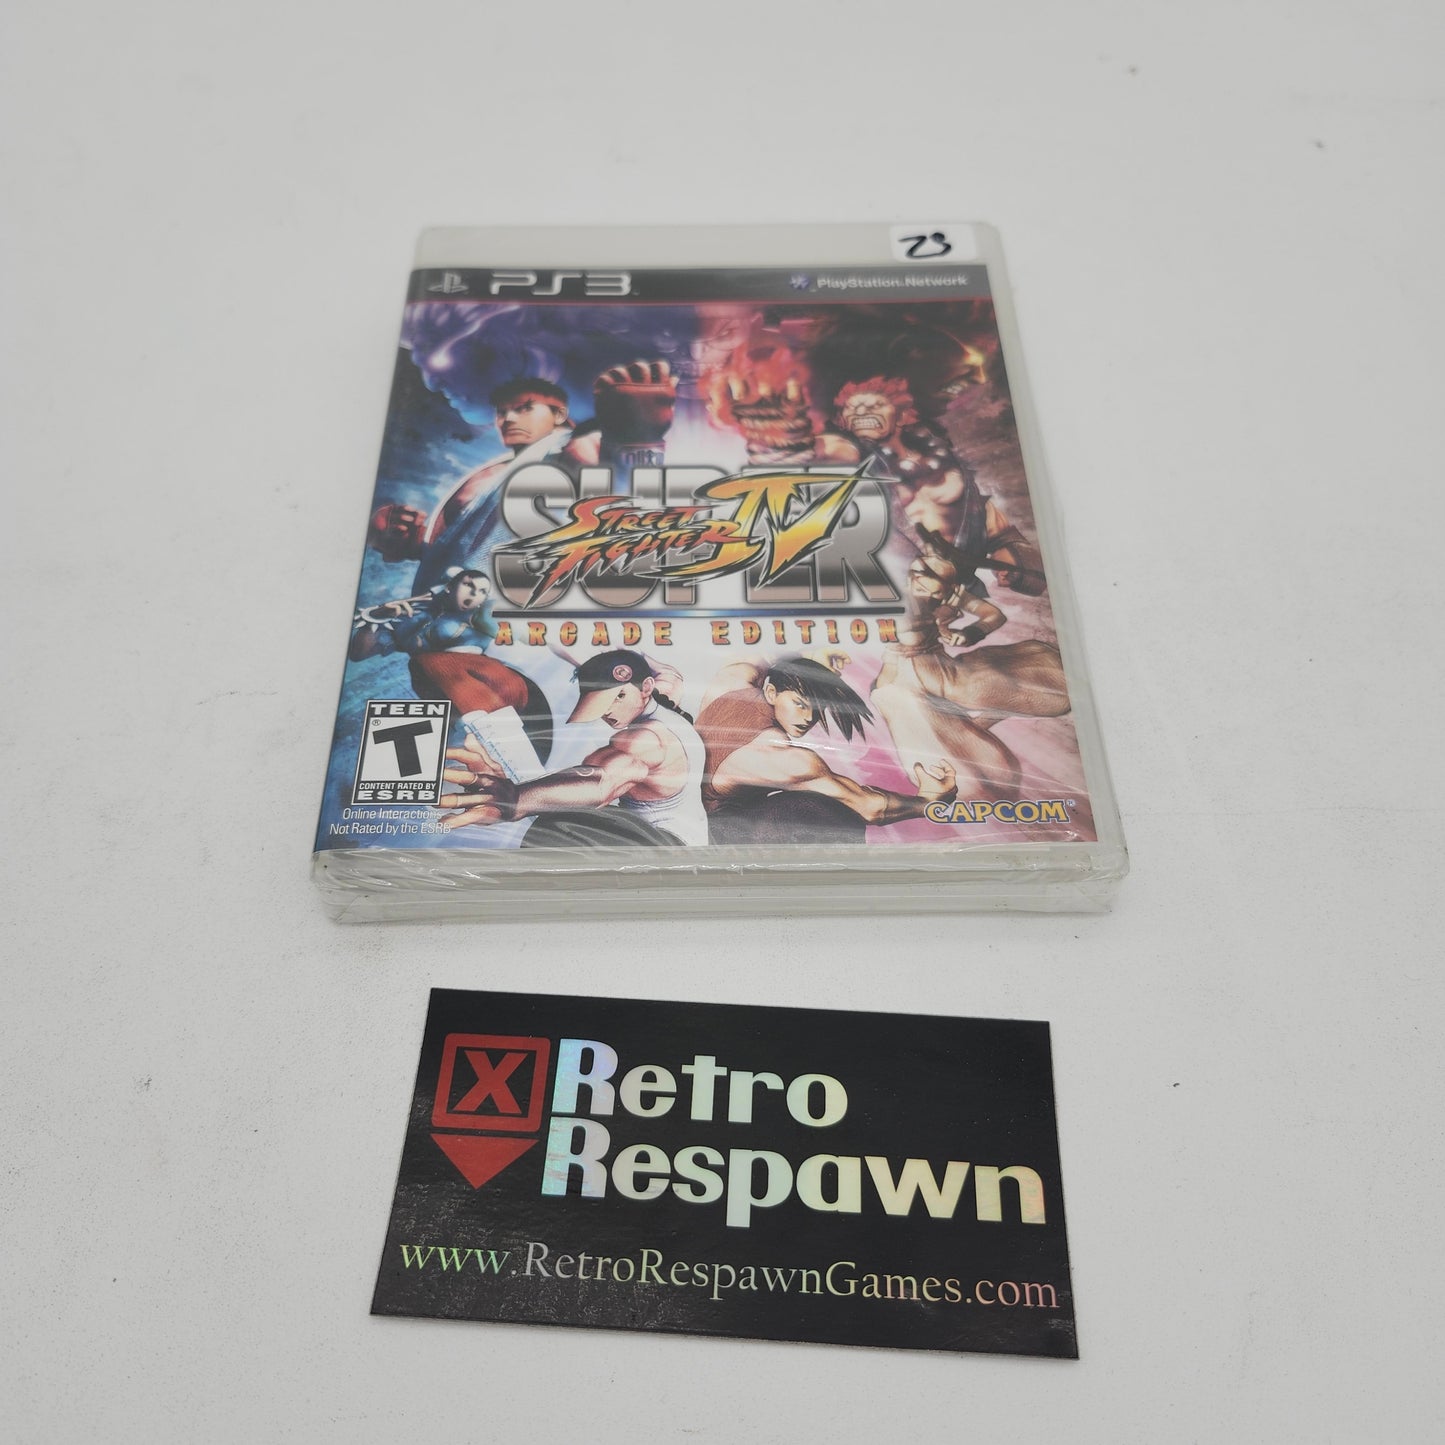 PS3
PlayStation Network
SUPER
STREET
FIGHTER IV
ARCADE EDITION
TEEN
T
CONTENT RATED BY
ESRB
Online Interactions
Not Rated by the ESRB
CAPCOM
X Retro
Respawn
www.RetroRespawnGames.com